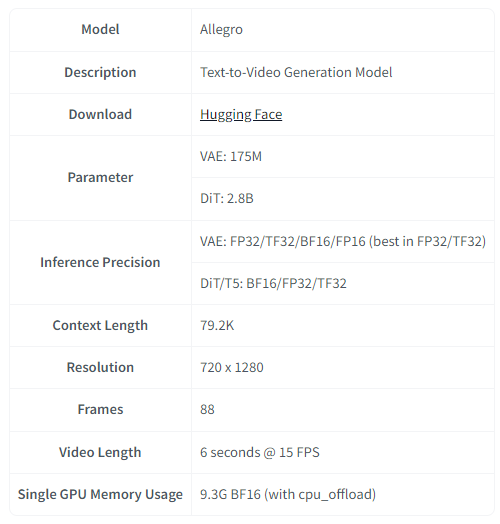 Model Allegro
Description Text-to-Video Generation Model
Download Hugging Face
Parameter
VAE: 175M
DiT: 2.8B
Inference Precision
VAE: FP32/TF32/BF16/FP16 (best in FP32/TF32)
DiT/T5: BF16/FP32/TF32
Context Length 79.2K
Resolution 720 x 1280
Frames 88
Video Length 6 seconds @ 15 FPS
Single GPU Memory Usage 9.3G BF16 (with cpu_offload)